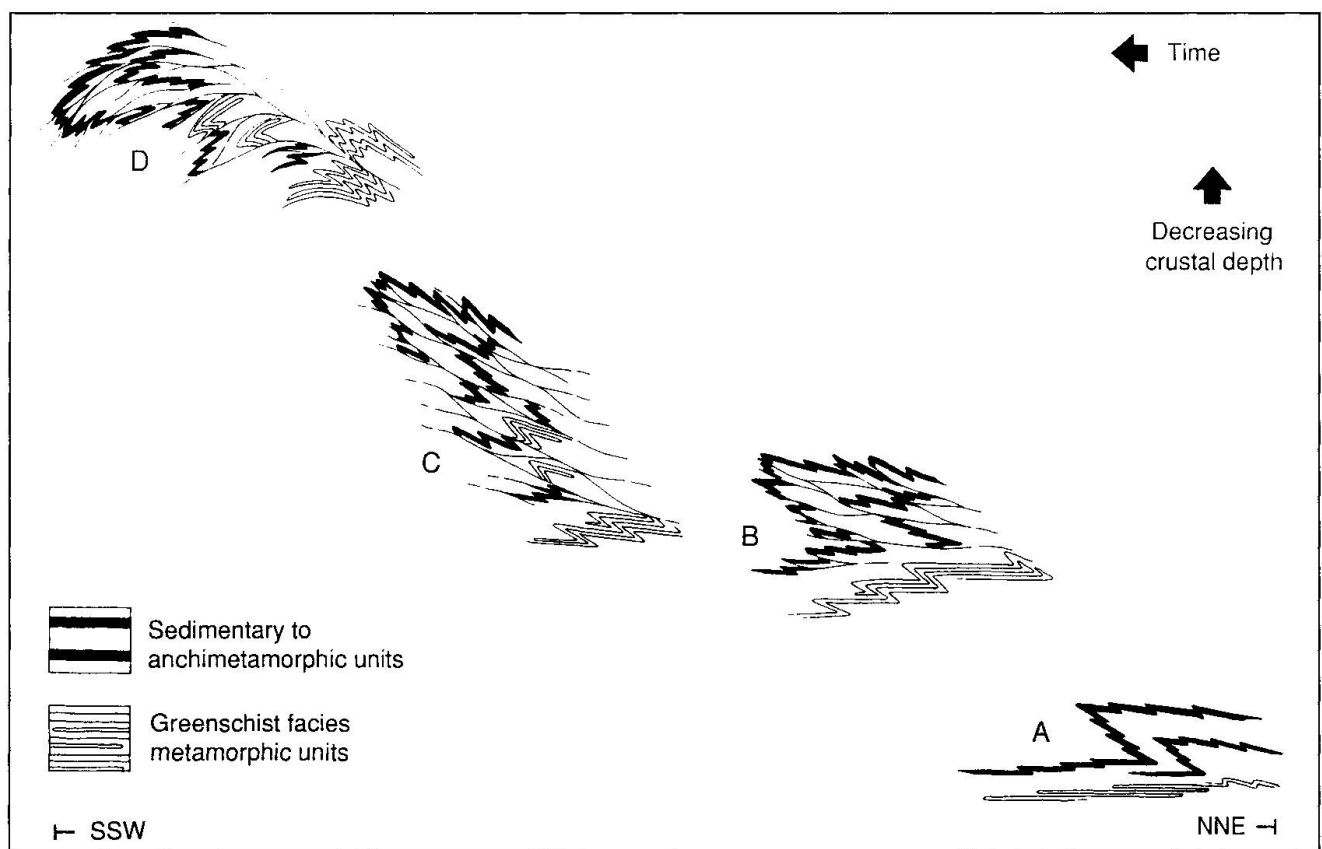 Time
Decreasing
crustal depth
D
C
B
A
Sedimentary to
anchimetamorphic units
Greenschist facies
metamorphic units
SSW
NNE